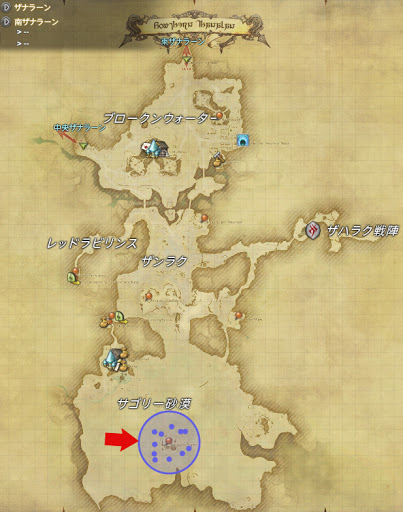 Ⓓ ザナラーン
Ⓓ 南ザナラーン
> --
> --
Southern Thanalan
東ザナラーン
ブロークンウォーター
中央ザナラーン
レッドラビリンス
ザハラク戦陣
ザンラク
サゴリー砂漠